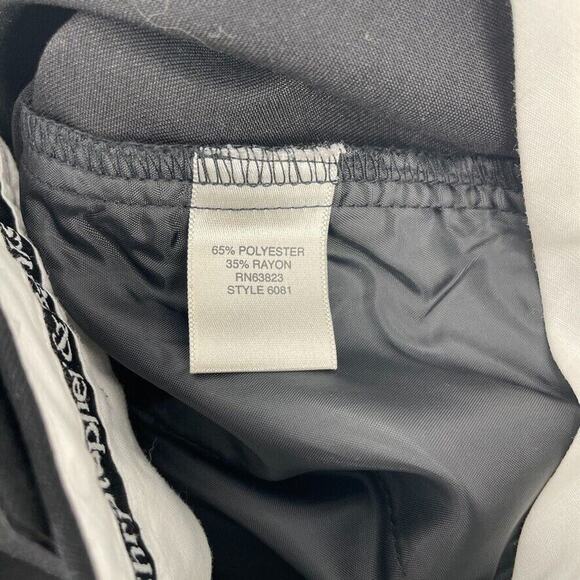 65% POLYESTER
35% RAYON
RN63823
STYLE 6081